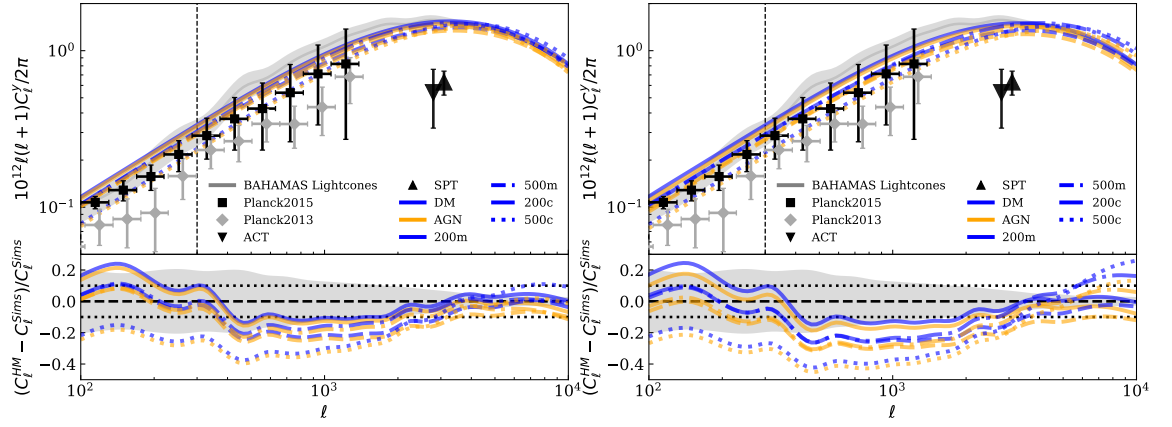 10^0
10^{-1}
10^{12}ℓ(ℓ + 1)C_ℓ^y/2π
BAHAMAS Lightcones
Planck2015
Planck2013
ACT
SPT
DM
AGN
200m
500m
200c
500c
0.2
0.0
−0.2
−0.4
(C_ℓ^{HM} − C_ℓ^{Sims})/C_ℓ^{Sims}
10^2
10^3
10^4
ℓ
10^0
10^{-1}
10^{12}ℓ(ℓ + 1)C_ℓ^y/2π
BAHAMAS Lightcones
Planck2015
Planck2013
ACT
SPT
DM
AGN
200m
500m
200c
500c
0.2
0.0
−0.2
−0.4
(C_ℓ^{HM} − C_ℓ^{Sims})/C_ℓ^{Sims}
10^2
10^3
10^4
ℓ